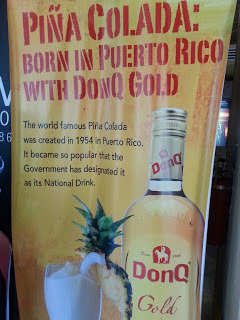 PIÑA COLADA:
BORN IN PUERTO RICO
WITH DONQ GOLD
The world famous Piña Colada
was created in 1954 in Puerto Rico.
It became so popular that the
Government has designated it
as its National Drink.
DONQ
DonQ
Gold